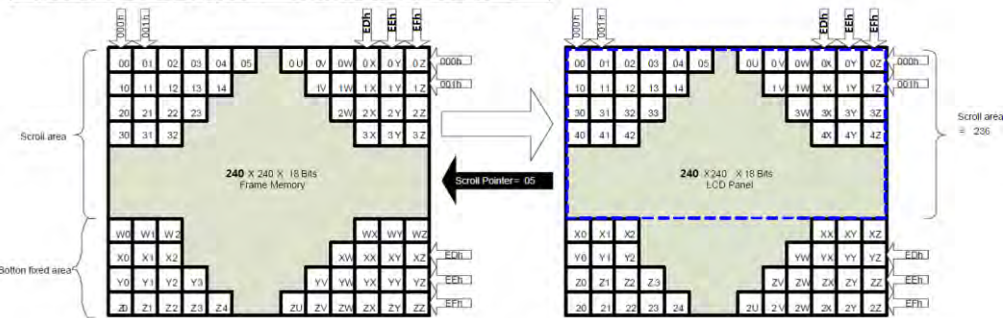 000h 001h EDh EEh EFh
00 01 02 03 04 05 0U 0V 0W 0X 0Y 0Z 000h
10 11 12 13 14 1V 1W 1X 1Y 1Z 001h
20 21 22 23 2W 2X 2Y 2Z
30 31 32 3X 3Y 3Z
Scroll area
240 X 240 X 18 Bits
Frame Memory
W0 W1 W2 WX WY WZ
X0 X1 X2 XW XX XY XZ EDh
Botton fixed area
Y0 Y1 Y2 Y3 YV YW YX YY YZ EEh
Z0 Z1 Z2 Z3 Z4 ZU ZV ZW ZX ZY ZZ EFh
Scroll Pointer= 05
000h 001h EDh EEh EFh
00 01 02 03 04 05 0U 0V 0W 0X 0Y 0Z 000h
10 11 12 13 14 1V 1W 1X 1Y 1Z 001h
30 31 32 33 3W 3X 3Y 3Z
40 41 42 4X 4Y 4Z
Scroll area
= 236
240 X240 X 18 Bits
LCD Panel
X0 X1 X2 XX XY XZ
Y0 Y1 Y2 YW YX YY YZ EDh
Z0 Z1 Z2 Z3 ZV ZW ZX ZY ZZ EEh
20 21 22 23 24 2U 2V 2W 2X 2Y 2Z EFh